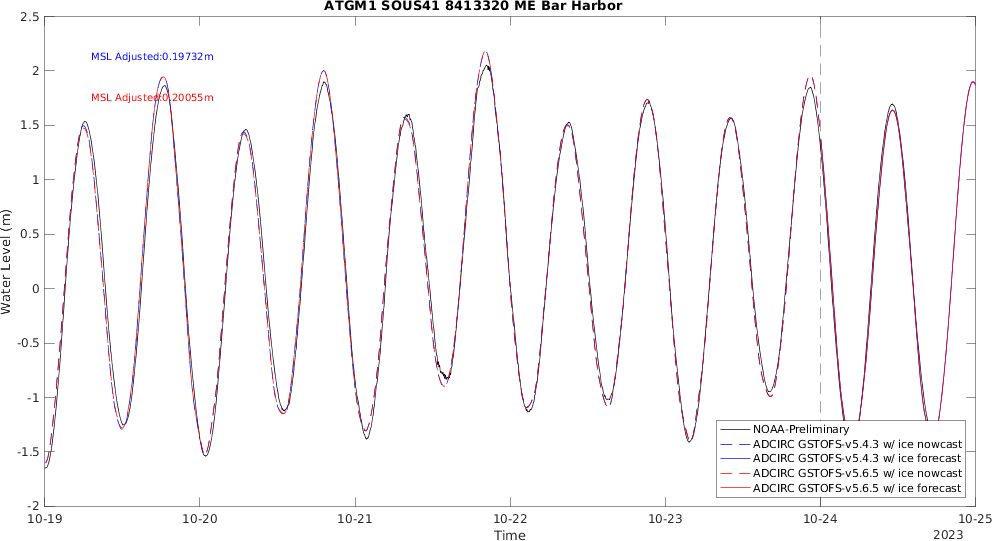 ATGM1 SOUS41 8413320 ME Bar Harbor
2.5
2
1.5
1
0.5
0
-0.5
-1
-1.5
-2
Water Level (m)
MSL Adjusted:0.19732m
MSL Adjusted:0.20055m
NOAA-Preliminary
ADCIRC GSTOFS-v5.4.3 w/ ice nowcast
ADCIRC GSTOFS-v5.4.3 w/ ice forecast
ADCIRC GSTOFS-v5.6.5 w/ ice nowcast
ADCIRC GSTOFS-v5.6.5 w/ ice forecast
10-19 10-20 10-21 10-22 10-23 10-24 10-25
Time
2023